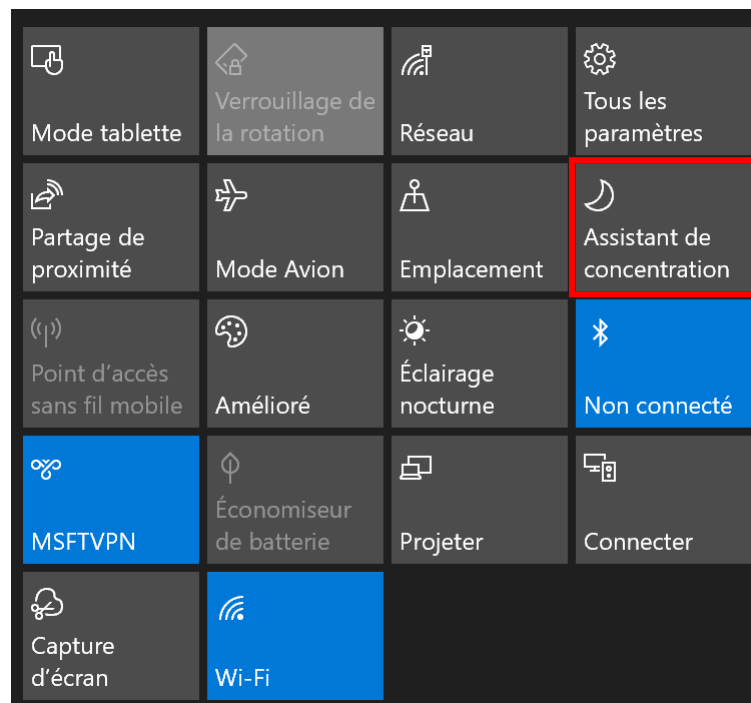 Mode tablette
Verrouillage de
la rotation
Réseau
Tous les
paramètres
Partage de
proximité
Mode Avion
Emplacement
Assistant de
concentration
Point d'accès
sans fil mobile
Amélioré
Éclairage
nocturne
Non connecté
MSFTVPN
Économiseur
de batterie
Projeter
Connecter
Capture
d'écran
Wi-Fi